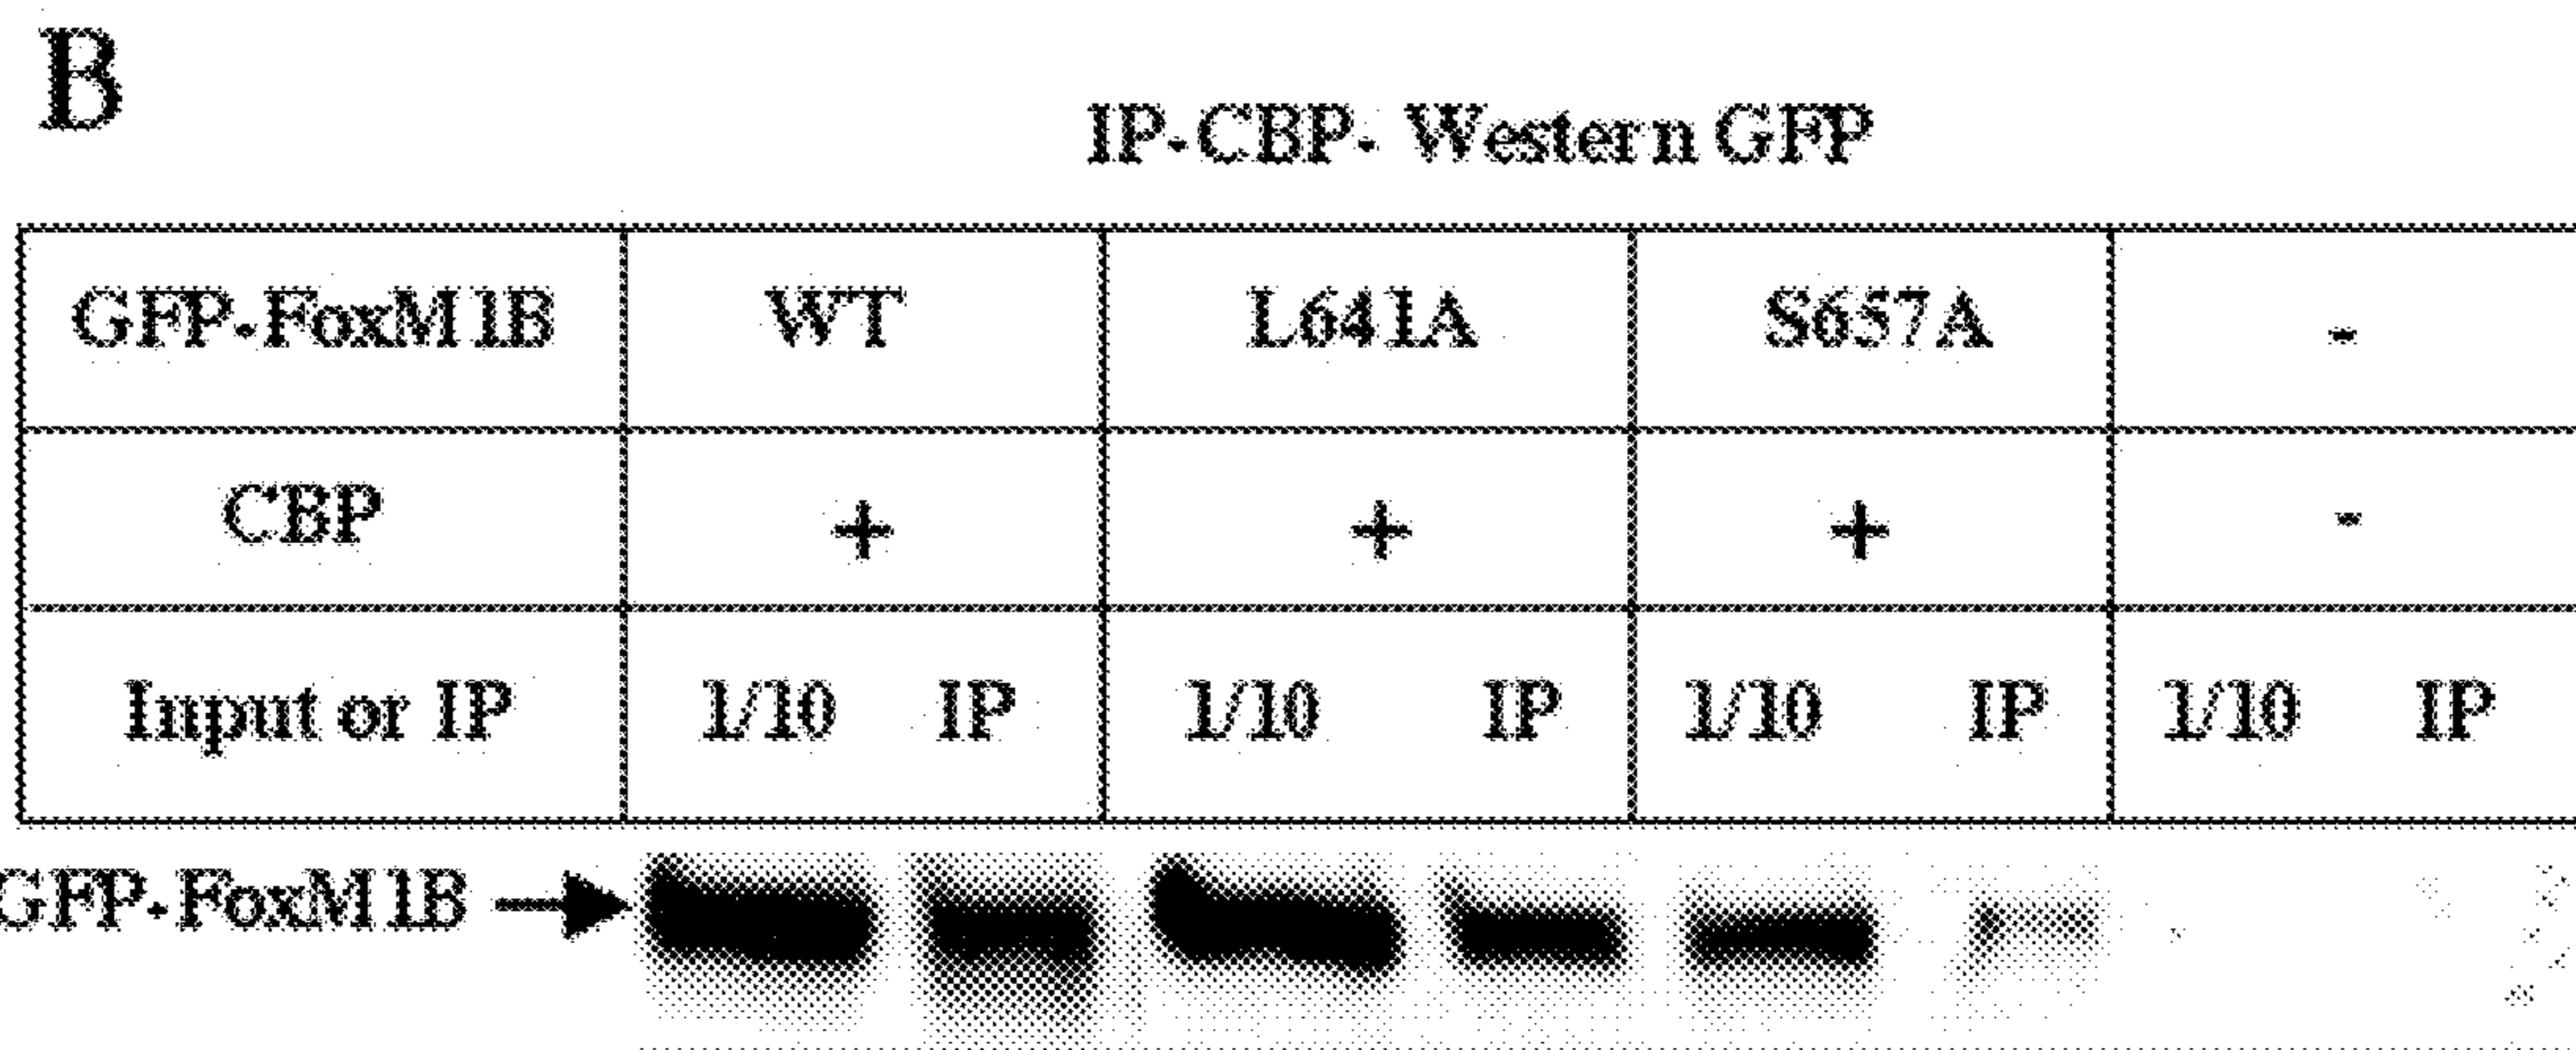 B
IP-CBP- Western GFP
GFP-FoxM1B WT L641A S657A -
CBP + + + -
Input or IP 1/10 IP 1/10 IP 1/10 IP 1/10 IP
GFP-FoxM1B